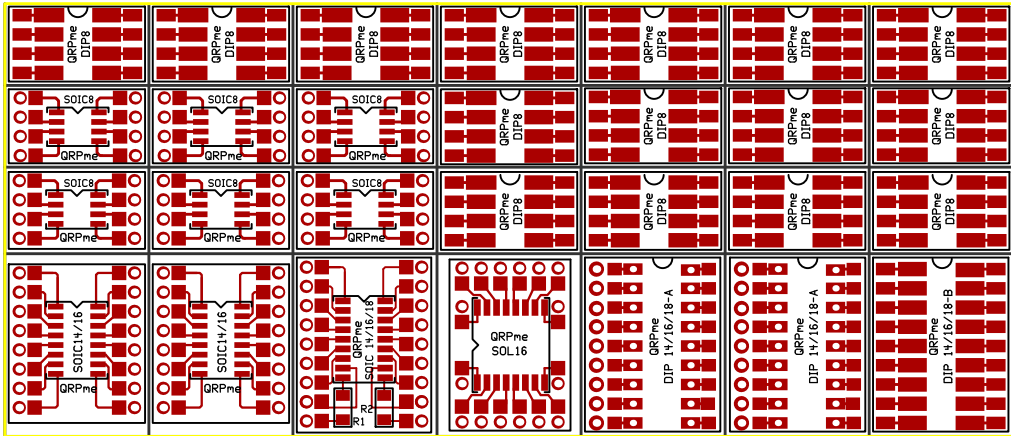 QRPme
DIP8
QRPme
DIP8
QRPme
DIP8
QRPme
DIP8
QRPme
DIP8
QRPme
DIP8
QRPme
DIP8
SOIC8
QRPme
SOIC8
QRPme
SOIC8
QRPme
QRPme
DIP8
QRPme
DIP8
QRPme
DIP8
QRPme
DIP8
SOIC8
QRPme
SOIC8
QRPme
SOIC8
QRPme
QRPme
DIP8
QRPme
DIP8
QRPme
DIP8
QRPme
DIP8
SOIC14/16
QRPme
SOIC14/16
QRPme
QRPme
SOIC 14/16/18
R2
R1
QRPme
SOL16
QRPme
DIP 14/16/18-A
QRPme
DIP 14/16/18-A
QRPme
DIP 14/16/18-B